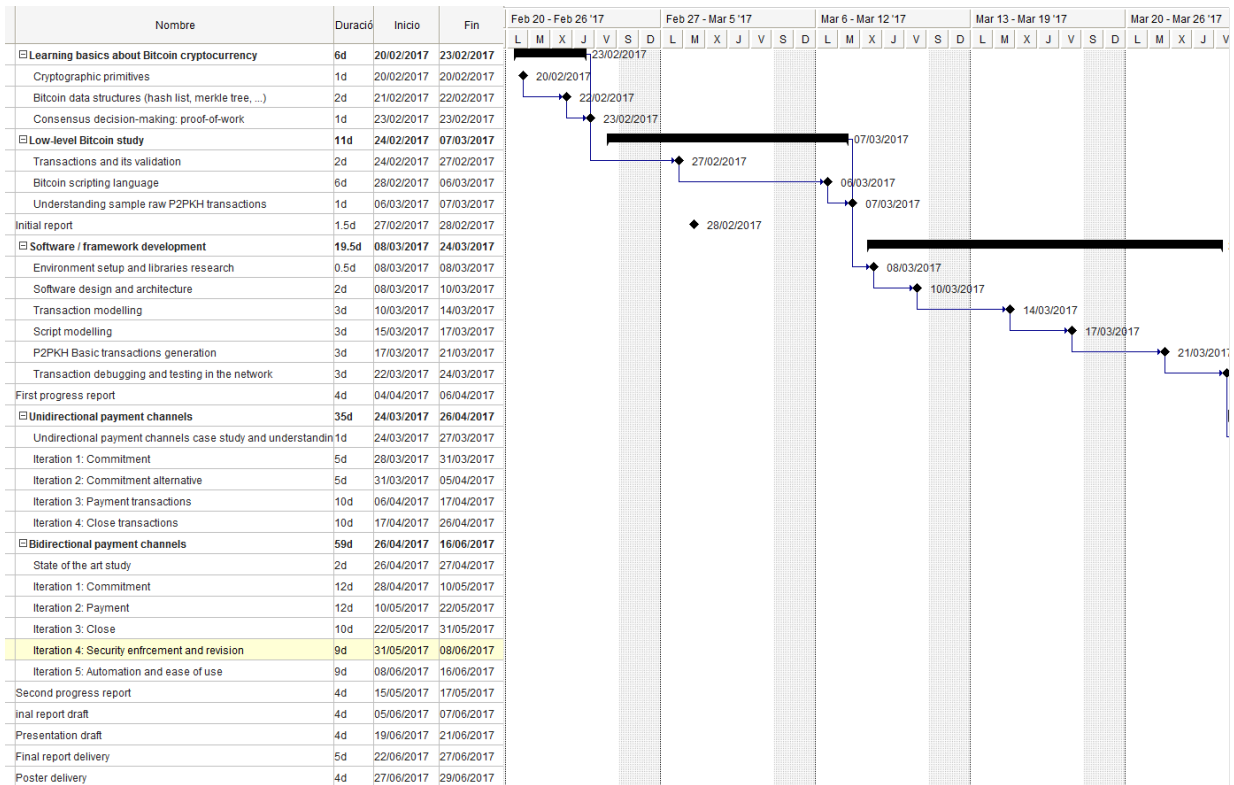 Nombre Duració Inicio Fin Feb 20 - Feb 26 '17 Feb 27 - Mar 5 '17 Mar 6 - Mar 12 '17 Mar 13 - Mar 19 '17 Mar 20 - Mar 26 '17
L M X J V S D L M X J V S D L M X J V S D L M X J V S D L M X J V
Learning basics about Bitcoin cryptocurrency 6d 20/02/2017 23/02/2017 23/02/2017
Cryptographic primitives 1d 20/02/2017 20/02/2017 20/02/2017
Bitcoin data structures (hash list, merkle tree, ...) 2d 21/02/2017 22/02/2017 22/02/2017
Consensus decision-making: proof-of-work 1d 23/02/2017 23/02/2017 23/02/2017
Low-level Bitcoin study 11d 24/02/2017 07/03/2017 07/03/2017
Transactions and its validation 2d 24/02/2017 27/02/2017 27/02/2017
Bitcoin scripting language 6d 28/02/2017 06/03/2017 06/03/2017
Understanding sample raw P2PKH transactions 1d 06/03/2017 07/03/2017 07/03/2017
Initial report 1.5d 27/02/2017 28/02/2017 28/02/2017
Software / framework development 19.5d 08/03/2017 24/03/2017
Environment setup and libraries research 0.5d 08/03/2017 08/03/2017 08/03/2017
Software design and architecture 2d 08/03/2017 10/03/2017 10/03/2017
Transaction modelling 3d 10/03/2017 14/03/2017 14/03/2017
Script modelling 3d 15/03/2017 17/03/2017 17/03/2017
P2PKH Basic transactions generation 3d 17/03/2017 21/03/2017 21/03/2017
Transaction debugging and testing in the network 3d 22/03/2017 24/03/2017
First progress report 4d 04/04/2017 06/04/2017
Unidirectional payment channels 35d 24/03/2017 26/04/2017
Undirectional payment channels case study and understandin 1d 24/03/2017 27/03/2017
Iteration 1: Commitment 5d 28/03/2017 31/03/2017
Iteration 2: Commitment alternative 5d 31/03/2017 05/04/2017
Iteration 3: Payment transactions 10d 06/04/2017 17/04/2017
Iteration 4: Close transactions 10d 17/04/2017 26/04/2017
Bidirectional payment channels 59d 26/04/2017 16/06/2017
State of the art study 2d 26/04/2017 27/04/2017
Iteration 1: Commitment 12d 28/04/2017 10/05/2017
Iteration 2: Payment 12d 10/05/2017 22/05/2017
Iteration 3: Close 10d 22/05/2017 31/05/2017
Iteration 4: Security enfrcement and revision 9d 31/05/2017 08/06/2017
Iteration 5: Automation and ease of use 9d 08/06/2017 16/06/2017
Second progress report 4d 15/05/2017 17/05/2017
inal report draft 4d 05/06/2017 07/06/2017
Presentation draft 4d 19/06/2017 21/06/2017
Final report delivery 5d 22/06/2017 27/06/2017
Poster delivery 4d 27/06/2017 29/06/2017